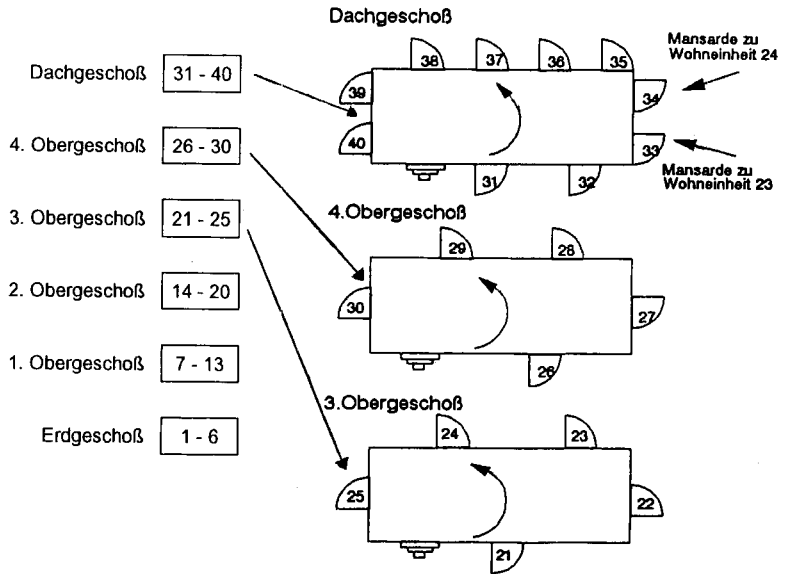 Dachgeschoß
38 37 36 35
Mansarde zu
Wohneinheit 24
Dachgeschoß 31 - 40
39
34
40
33
Mansarde zu
Wohneinheit 23
31 32
4. Obergeschoß 26 - 30
3. Obergeschoß 21 - 25
4.Obergeschoß
29 28
2. Obergeschoß 14 - 20
30
27
26
1. Obergeschoß 7 - 13
3.Obergeschoß
Erdgeschoß 1 - 6
24 23
25
22
21